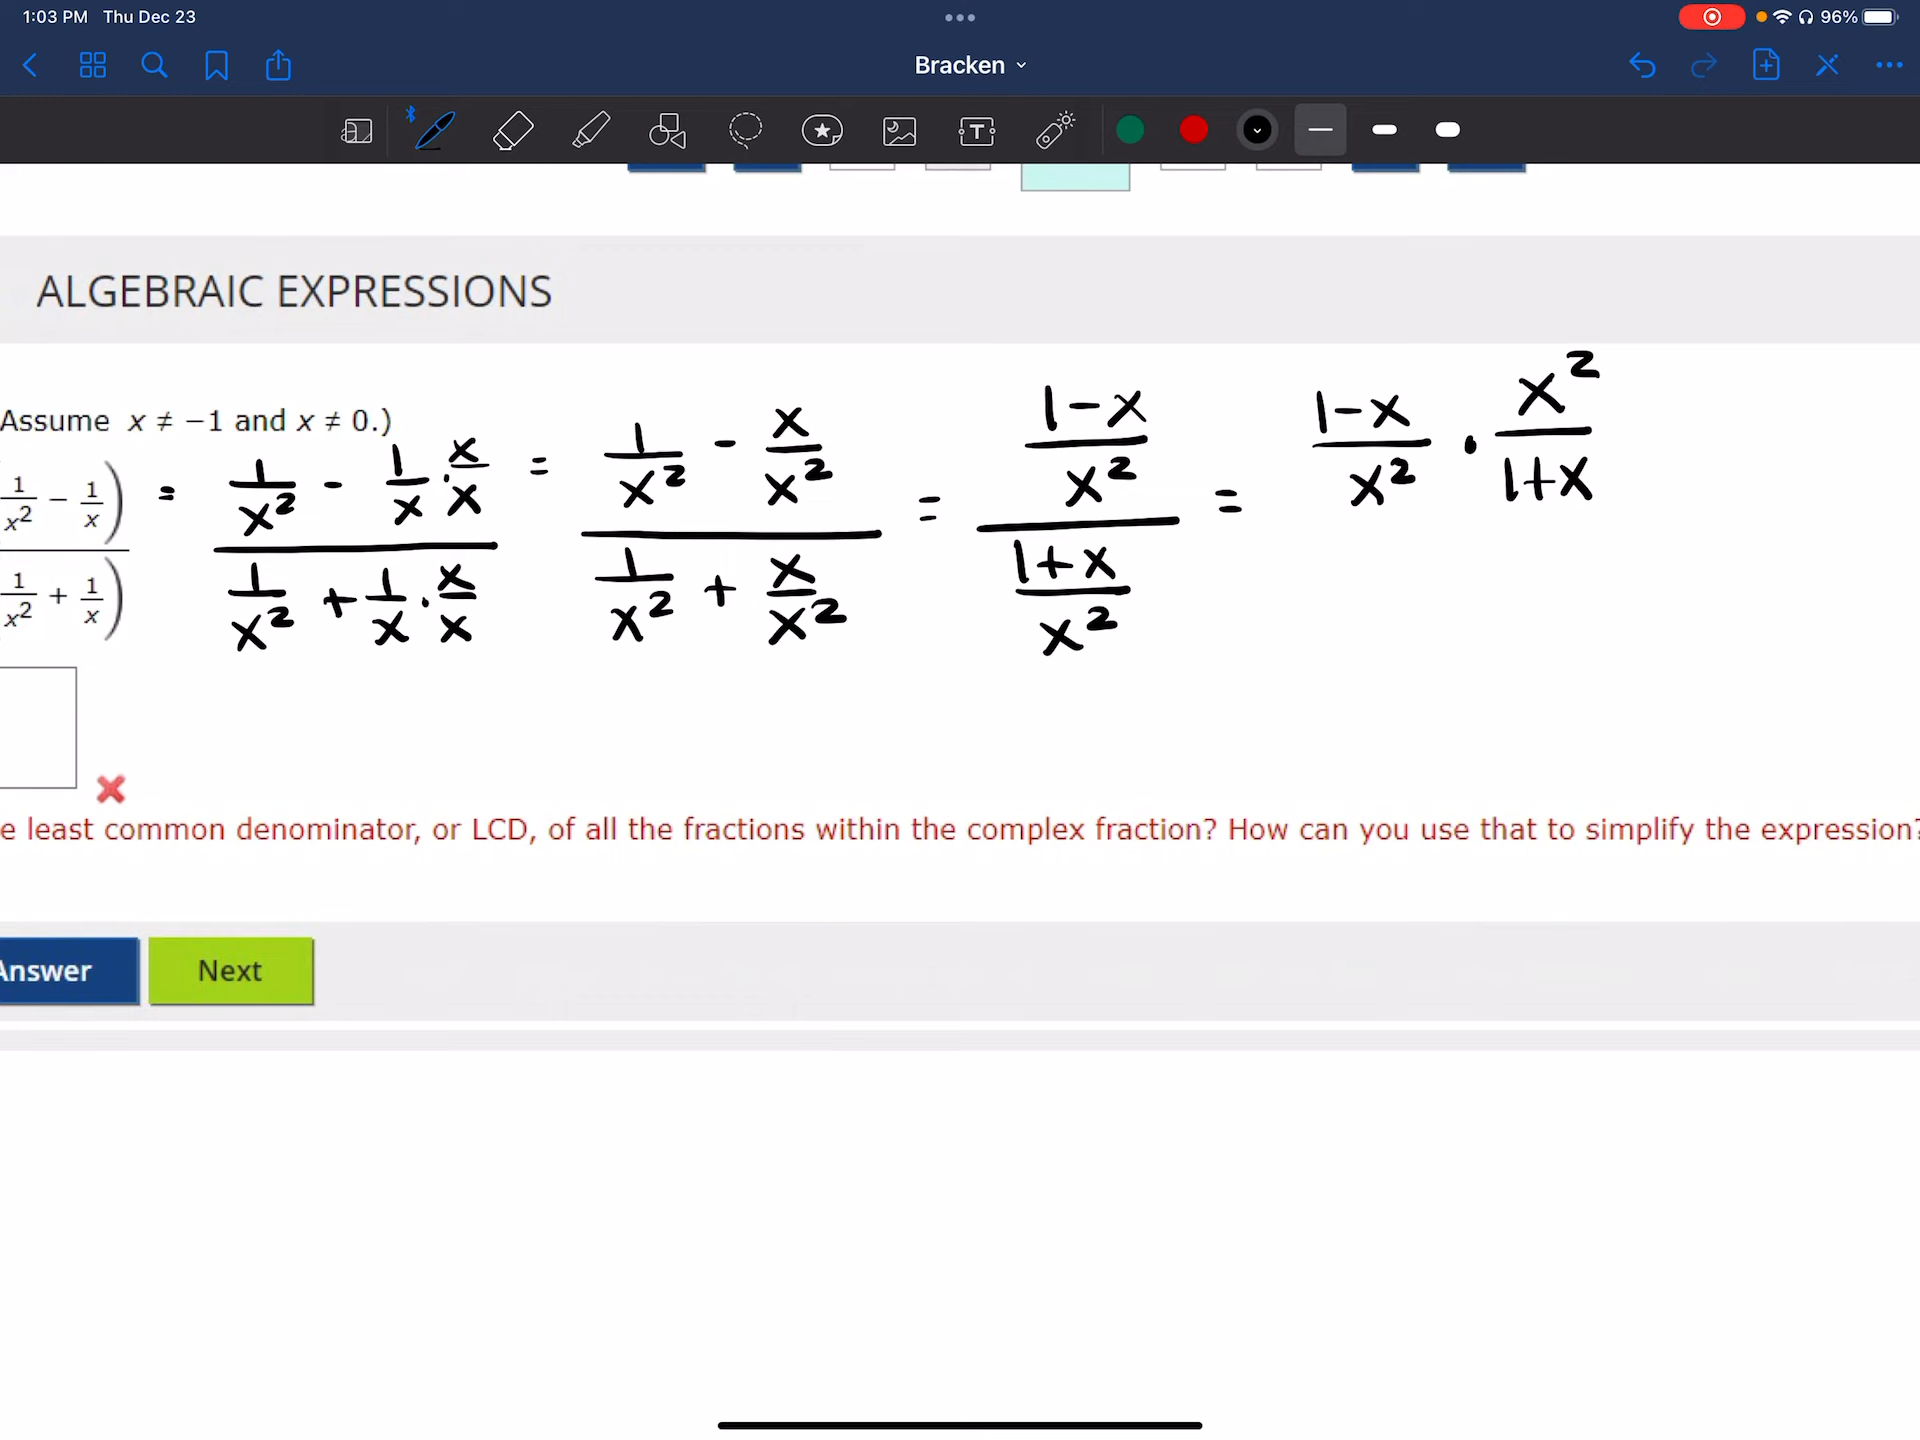 1:03 PM Thu Dec 23
96%
Bracken
T
ALGEBRAIC EXPRESSIONS
Assume x ≠ −1 and x ≠ 0.)
(1/x² − 1/x) / (1/x² + 1/x) = (1/x² - 1/x · x/x) / (1/x² + 1/x · x/x) = (1/x² - x/x²) / (1/x² + x/x²) = ((1-x)/x²) / ((1+x)/x²) = (1-x)/x² · x²/(1+x)
e least common denominator, or LCD, of all the fractions within the complex fraction? How can you use that to simplify the expression?
Answer Next